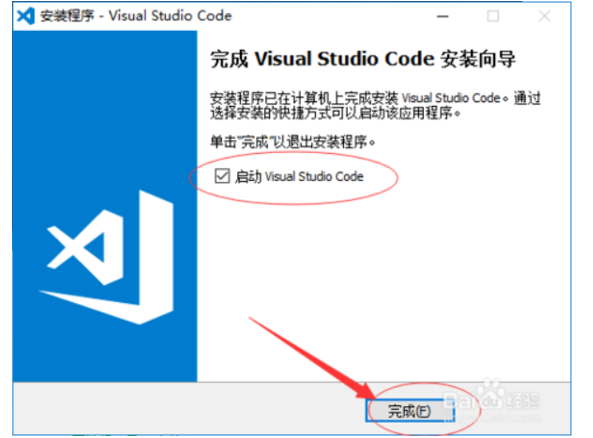 安装程序 - Visual Studio Code
完成 Visual Studio Code 安装向导
安装程序已在计算机上完成安装 Visual Studio Code。通过
选择安装的快捷方式可以启动该应用程序。
单击"完成"以退出安装程序。
启动 Visual Studio Code
完成(F)
Baidu 经验